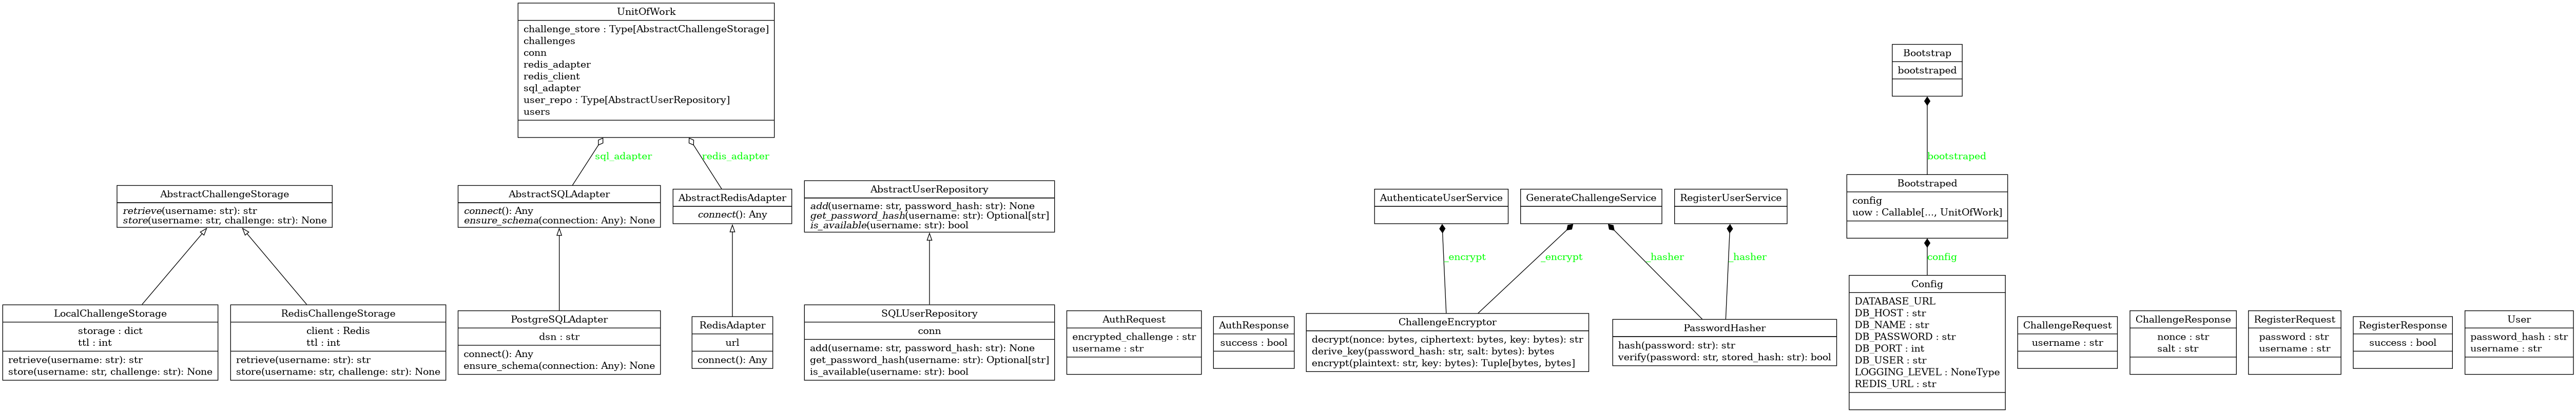 UnitOfWork
challenge_store : Type[AbstractChallengeStorage]
challenges
conn
redis_adapter
redis_client
sql_adapter
user_repo : Type[AbstractUserRepository]
users
Bootstrap
bootstraped
sql_adapter
redis_adapter
bootstraped
AbstractChallengeStorage
retrieve(username: str): str
store(username: str, challenge: str): None
AbstractSQLAdapter
connect(): Any
ensure_schema(connection: Any): None
AbstractRedisAdapter
connect(): Any
AbstractUserRepository
add(username: str, password_hash: str): None
get_password_hash(username: str): Optional[str]
is_available(username: str): bool
AuthenticateUserService
GenerateChallengeService
RegisterUserService
Bootstraped
config
uow : Callable[..., UnitOfWork]
_encrypt
_encrypt
_hasher
_hasher
config
LocalChallengeStorage
storage : dict
ttl : int
retrieve(username: str): str
store(username: str, challenge: str): None
RedisChallengeStorage
client : Redis
ttl : int
retrieve(username: str): str
store(username: str, challenge: str): None
PostgreSQLAdapter
dsn : str
connect(): Any
ensure_schema(connection: Any): None
RedisAdapter
url
connect(): Any
SQLUserRepository
conn
add(username: str, password_hash: str): None
get_password_hash(username: str): Optional[str]
is_available(username: str): bool
AuthRequest
encrypted_challenge : str
username : str
AuthResponse
success : bool
ChallengeEncryptor
decrypt(nonce: bytes, ciphertext: bytes, key: bytes): str
derive_key(password_hash: str, salt: bytes): bytes
encrypt(plaintext: str, key: bytes): Tuple[bytes, bytes]
PasswordHasher
hash(password: str): str
verify(password: str, stored_hash: str): bool
Config
DATABASE_URL
DB_HOST : str
DB_NAME : str
DB_PASSWORD : str
DB_PORT : int
DB_USER : str
LOGGING_LEVEL : NoneType
REDIS_URL : str
ChallengeRequest
username : str
ChallengeResponse
nonce : str
salt : str
RegisterRequest
password : str
username : str
RegisterResponse
success : bool
User
password_hash : str
username : str